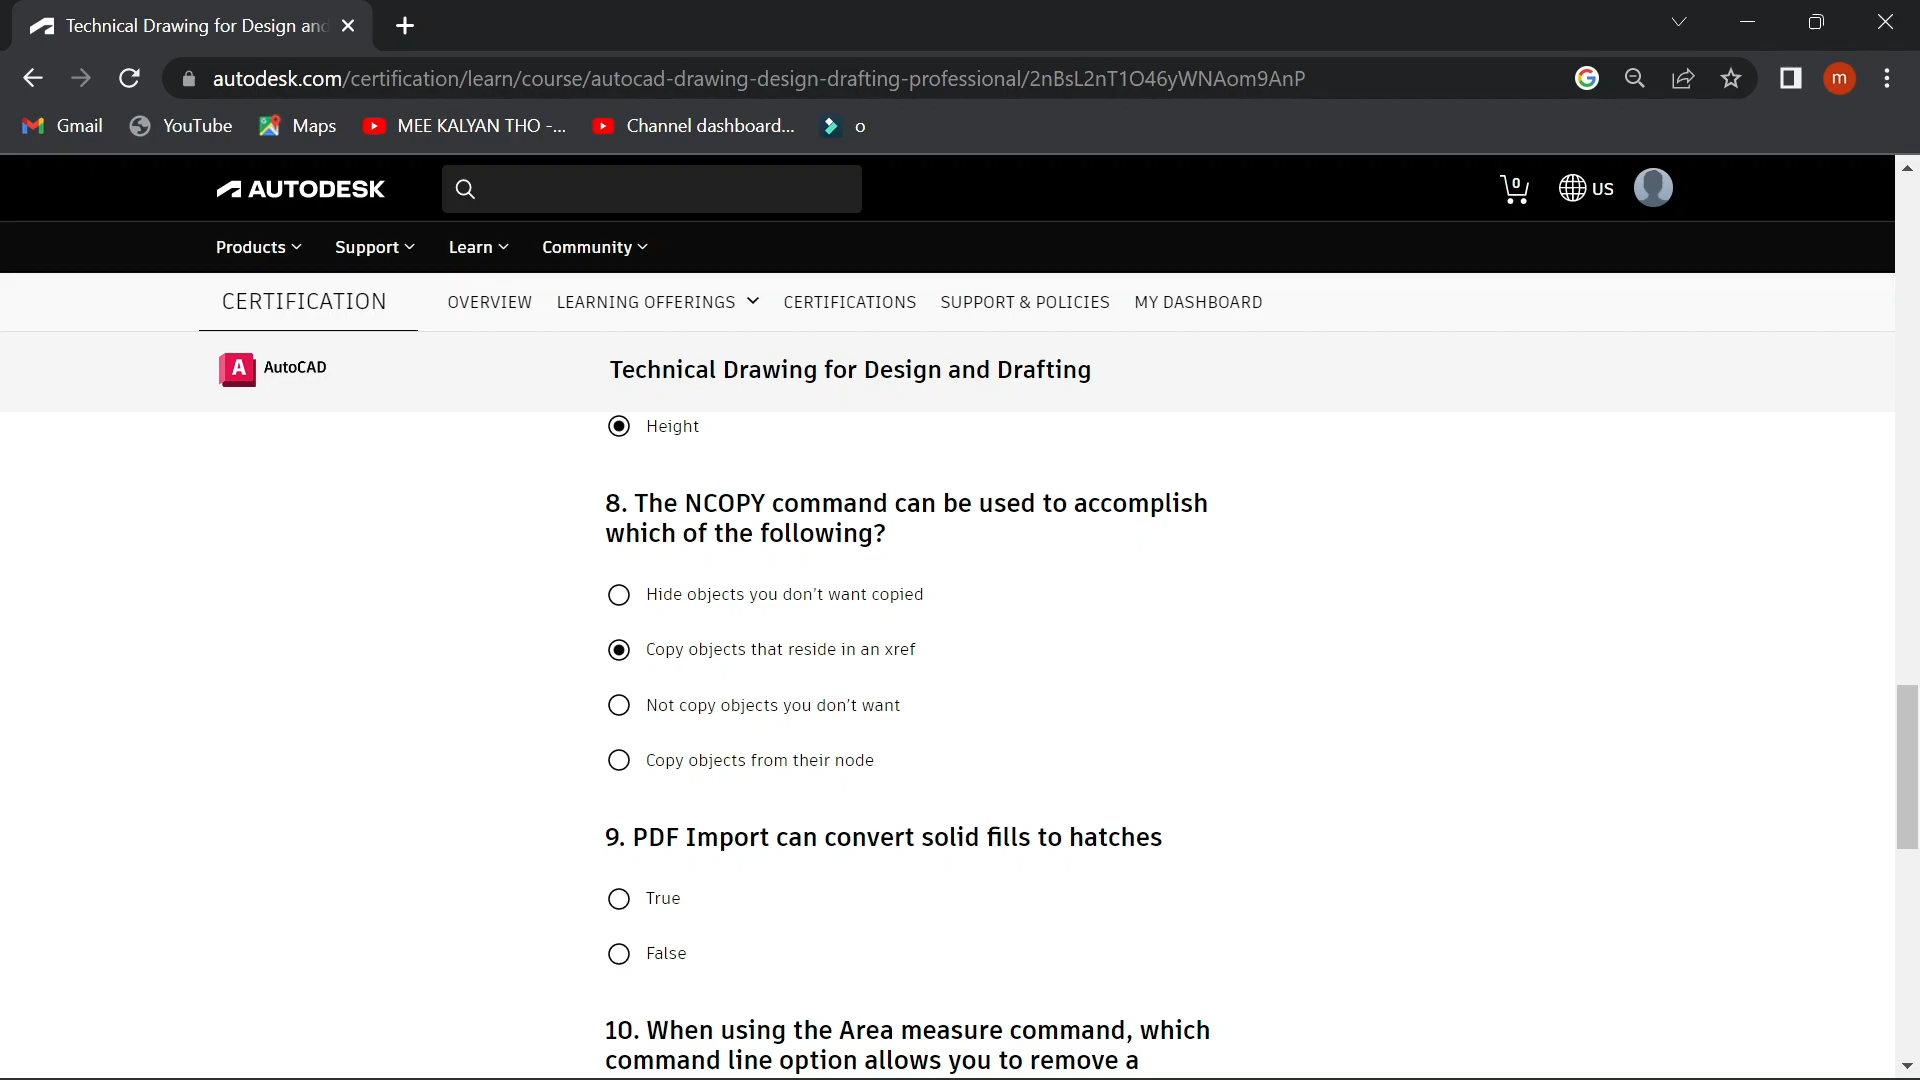 Technical Drawing for Design and
autodesk.com/certification/learn/course/autocad-drawing-design-drafting-professional/2nBsL2nT1O46yWNAom9AnP
m
Gmail YouTube Maps MEE KALYAN THO -... Channel dashboard... o
AUTODESK
0
US
Products Support Learn Community
CERTIFICATION OVERVIEW LEARNING OFFERINGS CERTIFICATIONS SUPPORT & POLICIES MY DASHBOARD
A AutoCAD Technical Drawing for Design and Drafting
Height
8. The NCOPY command can be used to accomplish
which of the following?
Hide objects you don't want copied
Copy objects that reside in an xref
Not copy objects you don't want
Copy objects from their node
9. PDF Import can convert solid fills to hatches
True
False
10. When using the Area measure command, which
command line option allows you to remove a